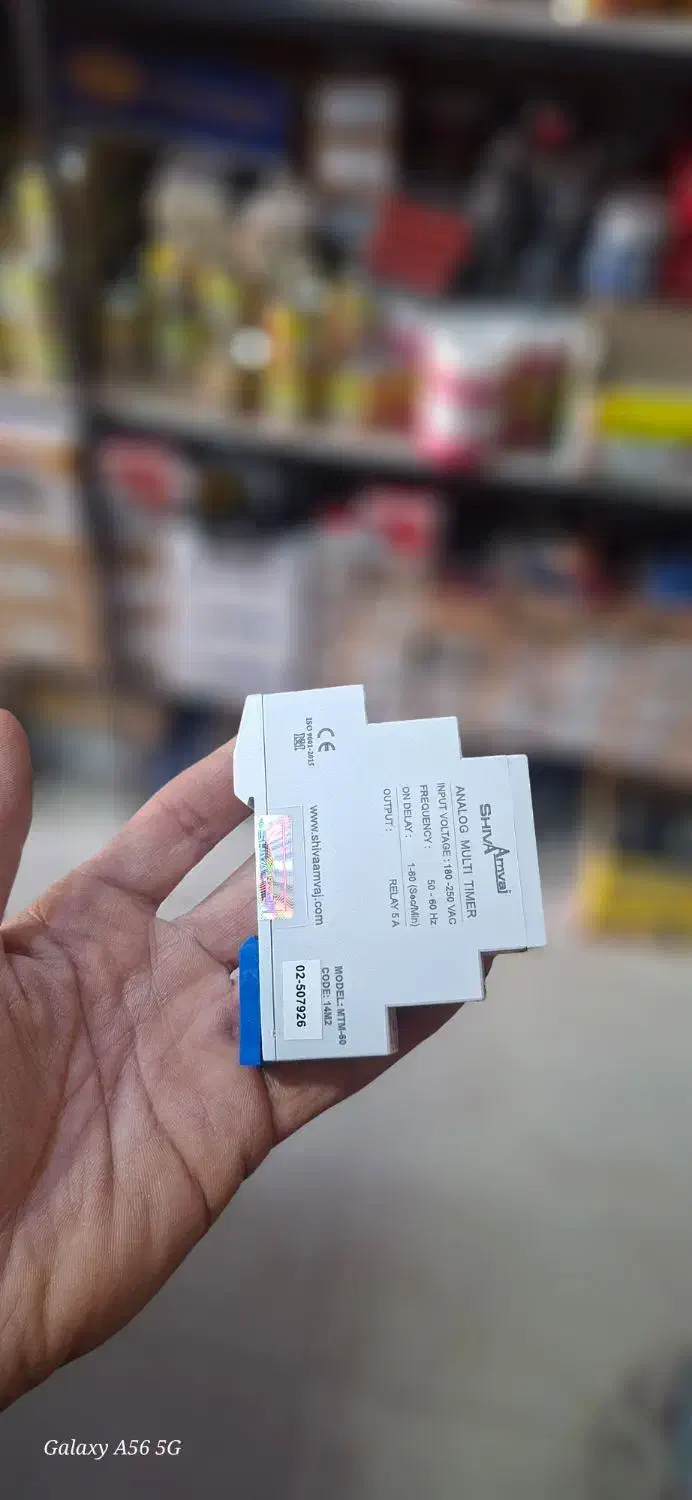 SHIVA Amvaj
ANALOG MULTI TIMER
INPUT VOLTAGE : 180 -250 VAC
FREQUENCY : 50 - 60 Hz
ON DELAY : 1-60 (Sec/Min)
OUTPUT : RELAY 5 A
CE
ISO 9001-2015
www.shivaamvaj.com
MODEL: MTM-60
CODE: 14M2
02-507926
Galaxy A56 5G